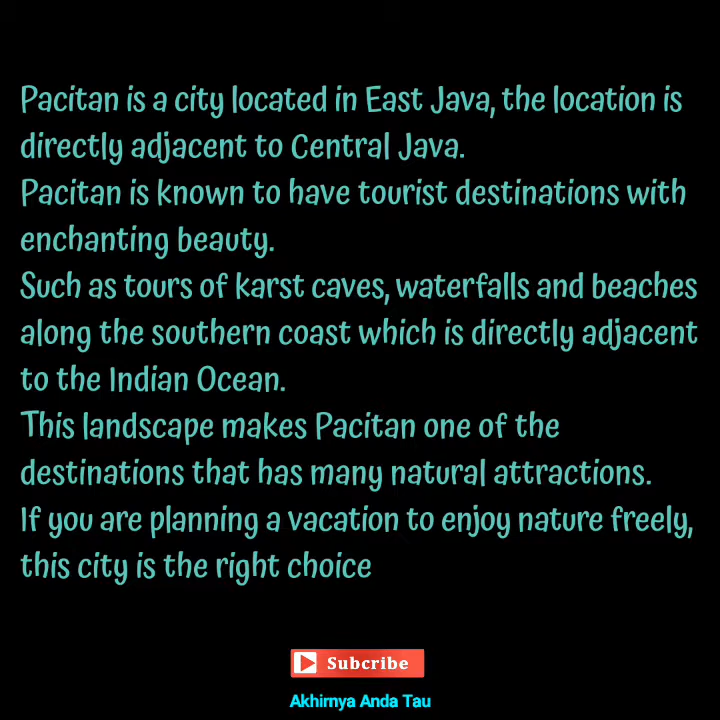 Pacitan is a city located in East Java, the location is
directly adjacent to Central Java.
Pacitan is known to have tourist destinations with
enchanting beauty.
Such as tours of karst caves, waterfalls and beaches
along the southern coast which is directly adjacent
to the Indian Ocean.
This landscape makes Pacitan one of the
destinations that has many natural attractions.
If you are planning a vacation to enjoy nature freely,
this city is the right choice
Subcribe
Akhirnya Anda Tau